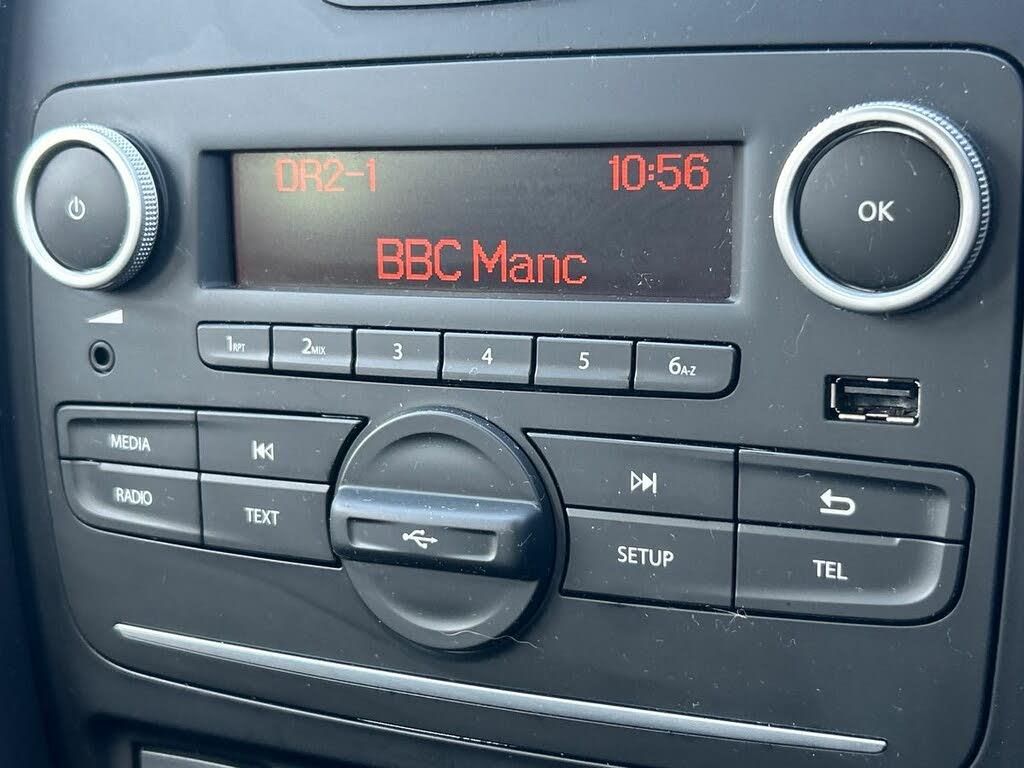 DR2-1 10:56
BBC Manc
OK
1RPT 2MIX 3 4 5 6A-Z
MEDIA
RADIO TEXT
SETUP TEL